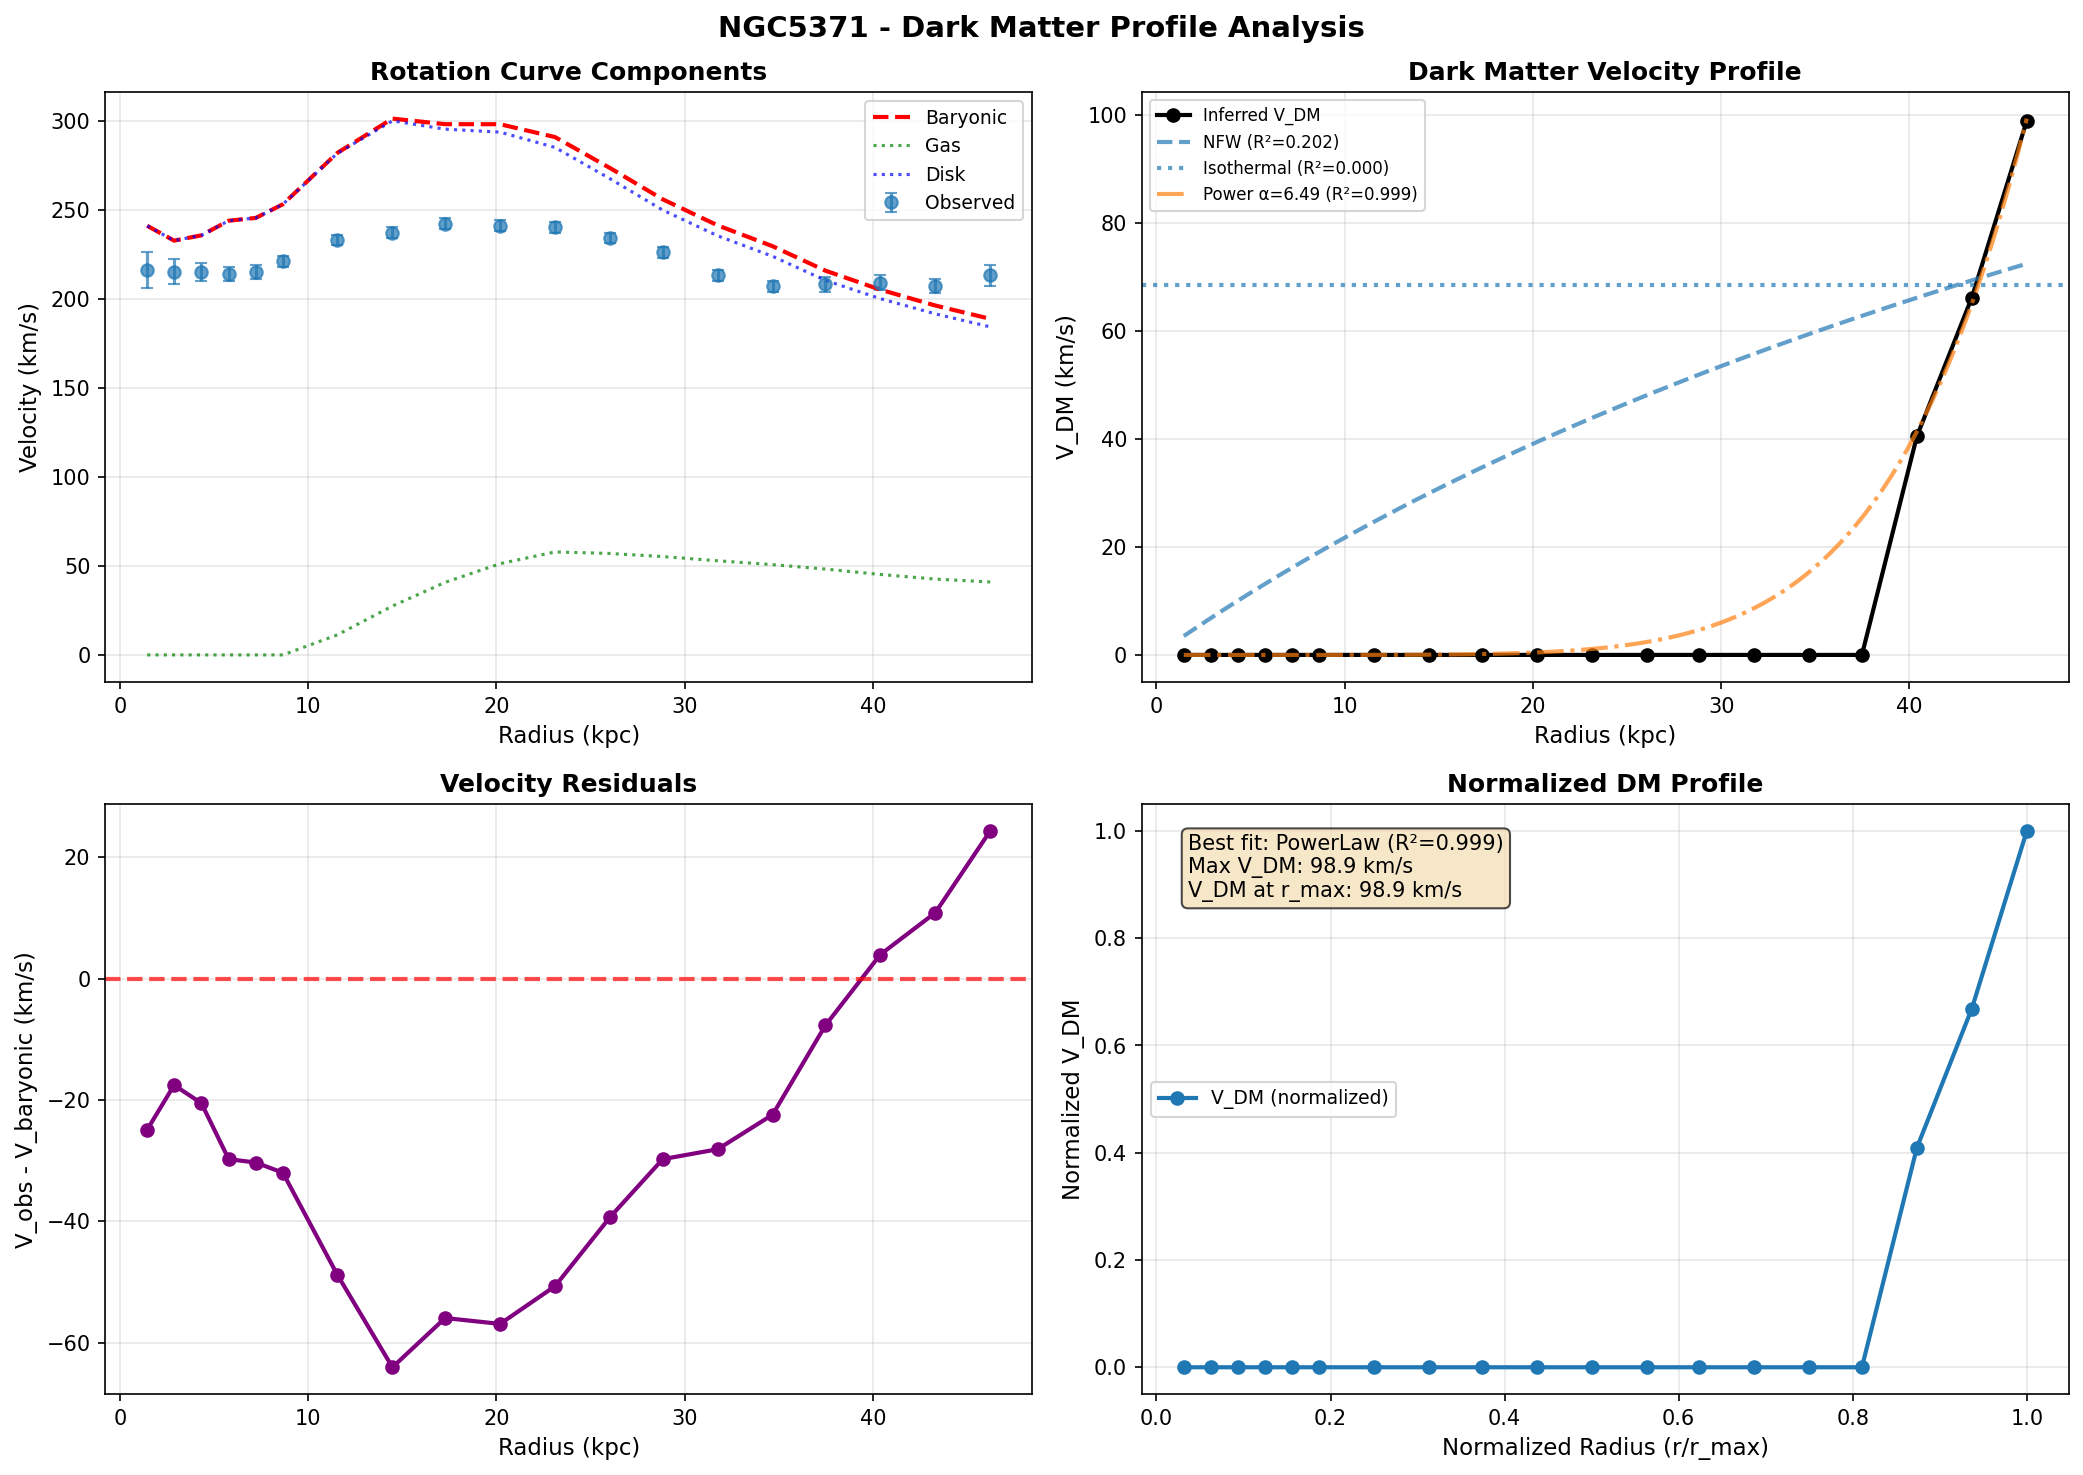 NGC5371 - Dark Matter Profile Analysis
Rotation Curve Components
300
250
200
150
100
50
0
0
10
20
30
40
Velocity (km/s)
Radius (kpc)
Baryonic
Gas
Disk
Observed
Dark Matter Velocity Profile
100
80
60
40
20
0
0
10
20
30
40
V_DM (km/s)
Radius (kpc)
Inferred V_DM
NFW (R²=0.202)
Isothermal (R²=0.000)
Power α=6.49 (R²=0.999)
Velocity Residuals
20
0
−20
−40
−60
0
10
20
30
40
V_obs - V_baryonic (km/s)
Radius (kpc)
Normalized DM Profile
1.0
0.8
0.6
0.4
0.2
0.0
0.0
0.2
0.4
0.6
0.8
1.0
Normalized V_DM
Normalized Radius (r/r_max)
Best fit: PowerLaw (R²=0.999)
Max V_DM: 98.9 km/s
V_DM at r_max: 98.9 km/s
V_DM (normalized)